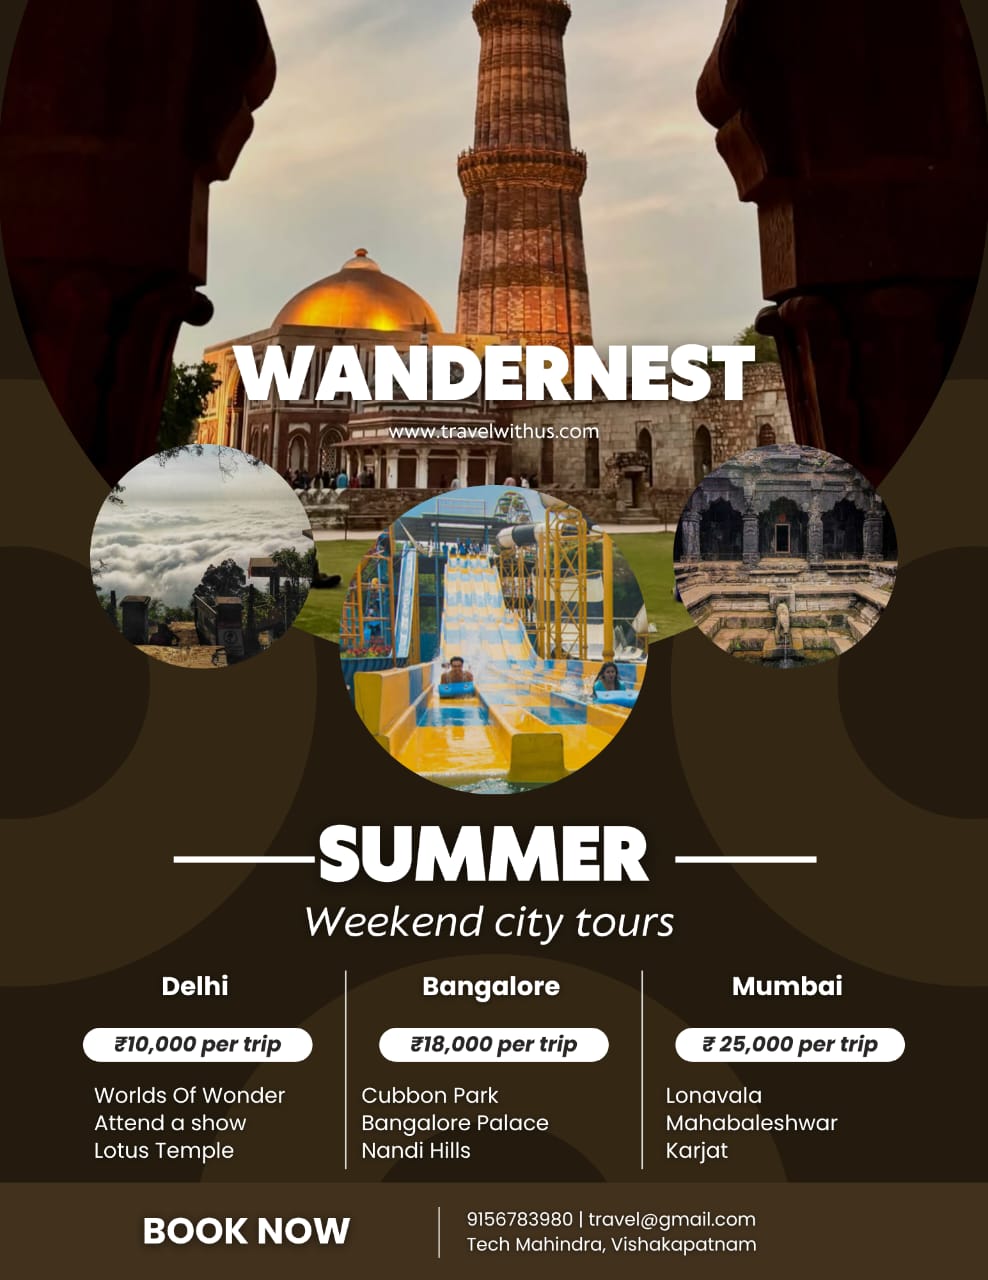 WANDERNEST
www.travelwithus.com
SUMMER
Weekend city tours
Delhi
₹10,000 per trip
Worlds Of Wonder
Attend a show
Lotus Temple
Bangalore
₹18,000 per trip
Cubbon Park
Bangalore Palace
Nandi Hills
Mumbai
₹ 25,000 per trip
Lonavala
Mahabaleshwar
Karjat
BOOK NOW
9156783980 | travel@gmail.com
Tech Mahindra, Vishakapatnam